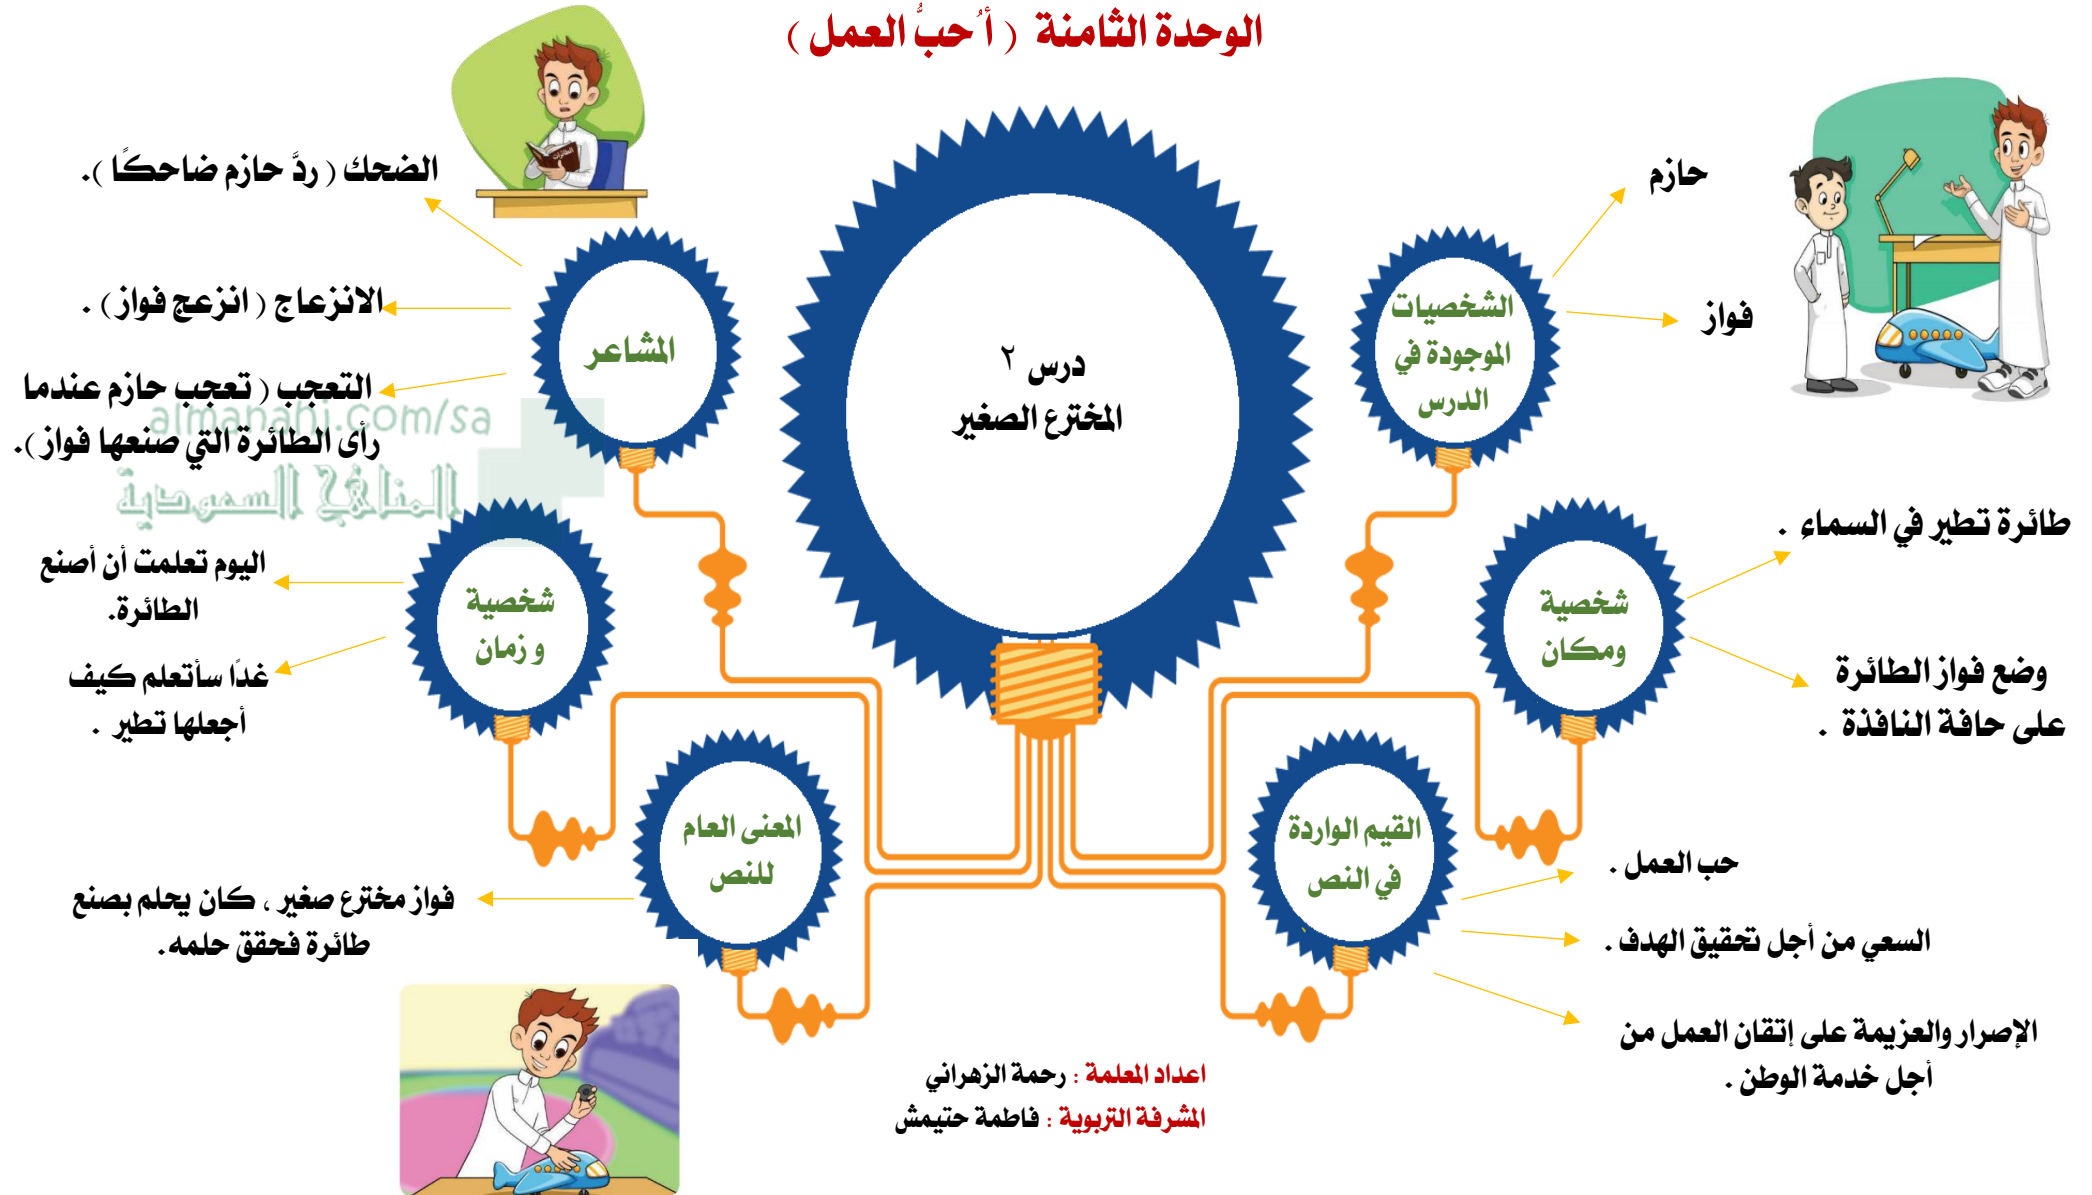 الوحدة الثامنة ( أُحبُّ العمل )
درس ٢
المخترع الصغير
الشخصيات
الموجودة في
الدرس
حازم
فواز
شخصية
ومكان
طائرة تطير في السماء .
وضع فواز الطائرة
على حافة النافذة .
القيم الواردة
في النص
حب العمل .
السعي من أجل تحقيق الهدف .
الإصرار والعزيمة على إتقان العمل من
أجل خدمة الوطن .
المشاعر
الضحك ( ردَّ حازم ضاحكًا ).
الانزعاج ( انزعج فواز ) .
التعجب ( تعجب حازم عندما
رأى الطائرة التي صنعها فواز ).
almanahj.com/sa
المناهج السعودية
شخصية
و زمان
اليوم تعلمت أن أصنع
الطائرة.
غدًا سأتعلم كيف
أجعلها تطير .
المعنى العام
للنص
فواز مخترع صغير ، كان يحلم بصنع
طائرة فحقق حلمه.
اعداد المعلمة : رحمة الزهراني
المشرفة التربوية : فاطمة حتيمش